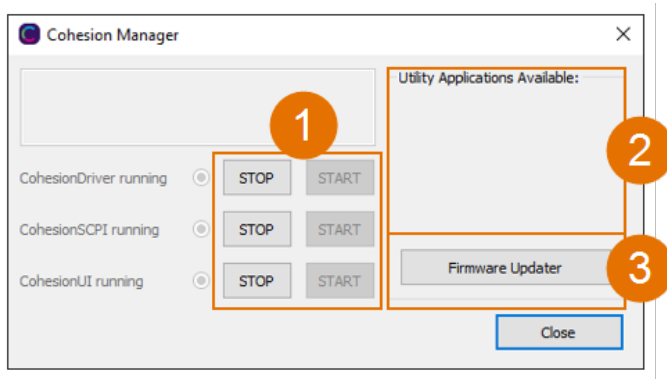 Cohesion Manager
Utility Applications Available:
1
2
CohesionDriver running STOP START
CohesionSCPI running STOP START
CohesionUI running STOP START
Firmware Updater
3
Close